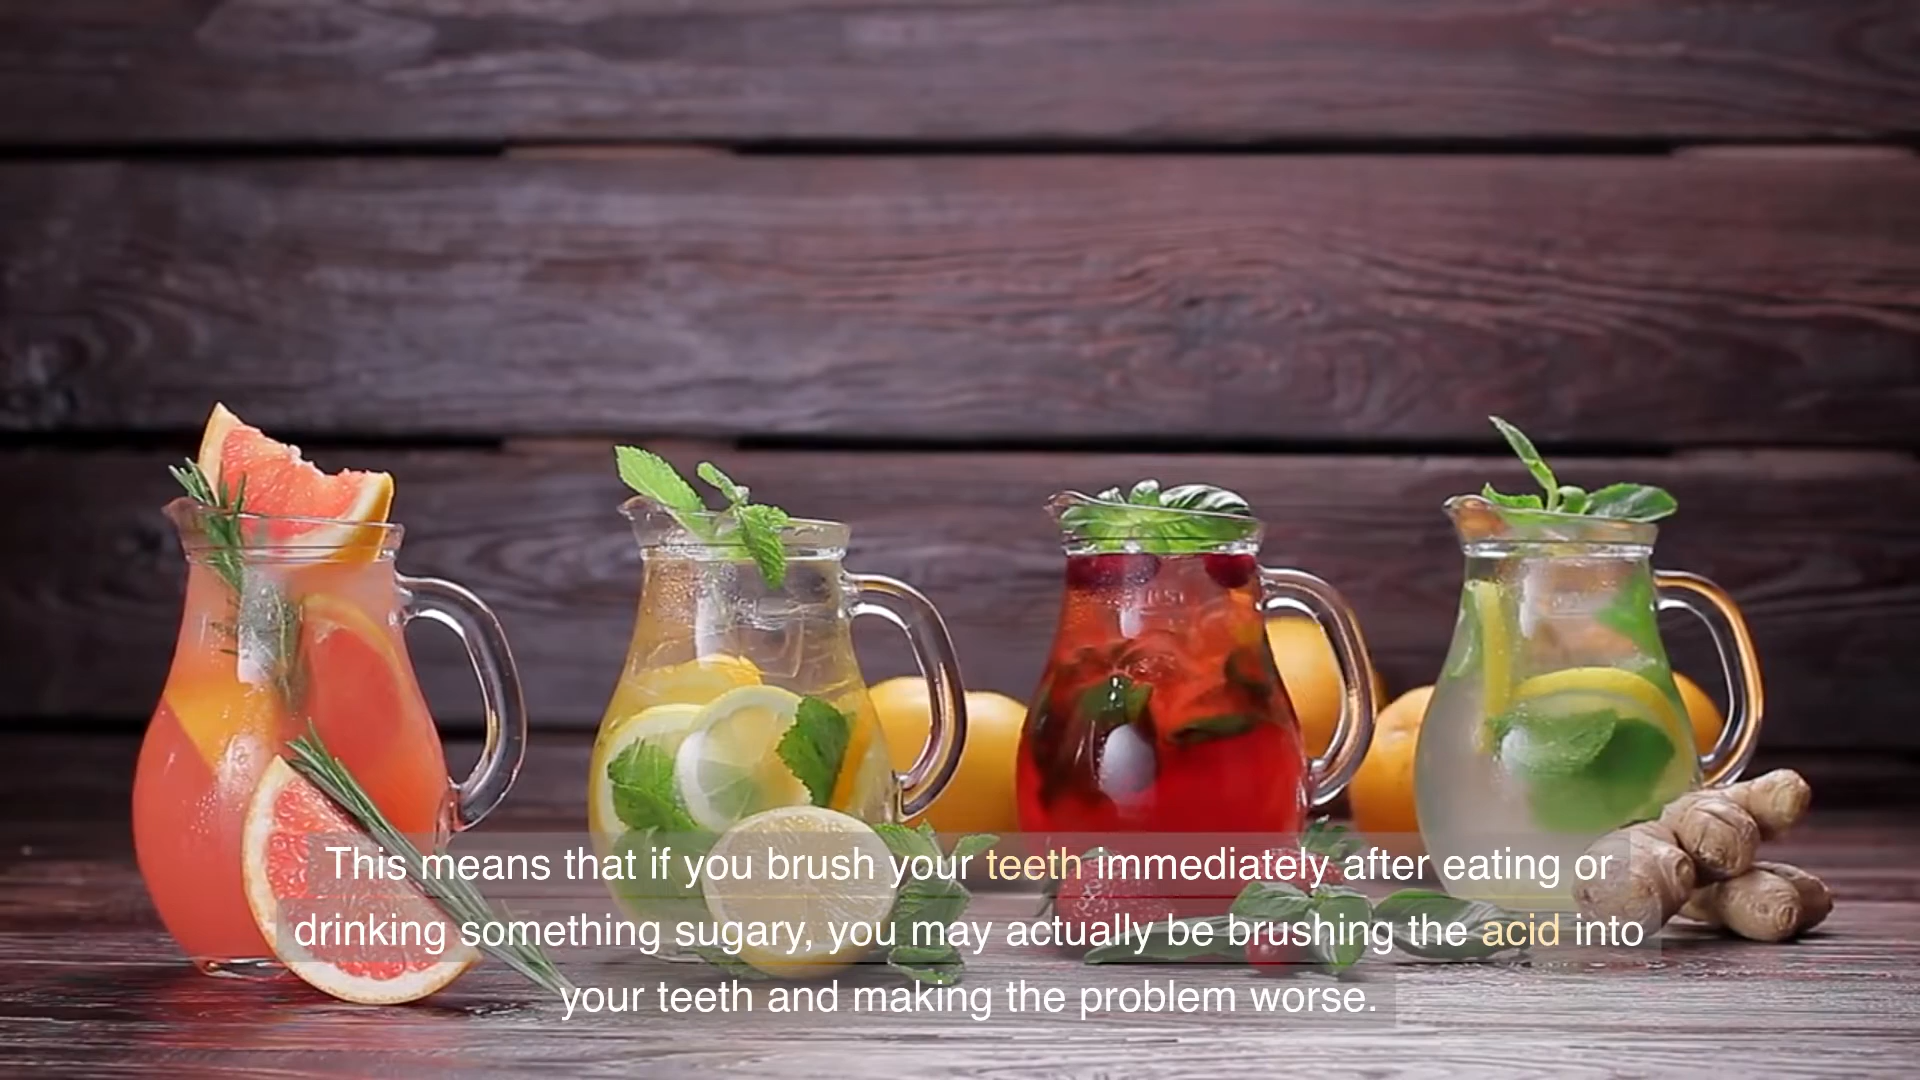 This means that if you brush your teeth immediately after eating or
drinking something sugary, you may actually be brushing the acid into
your teeth and making the problem worse.